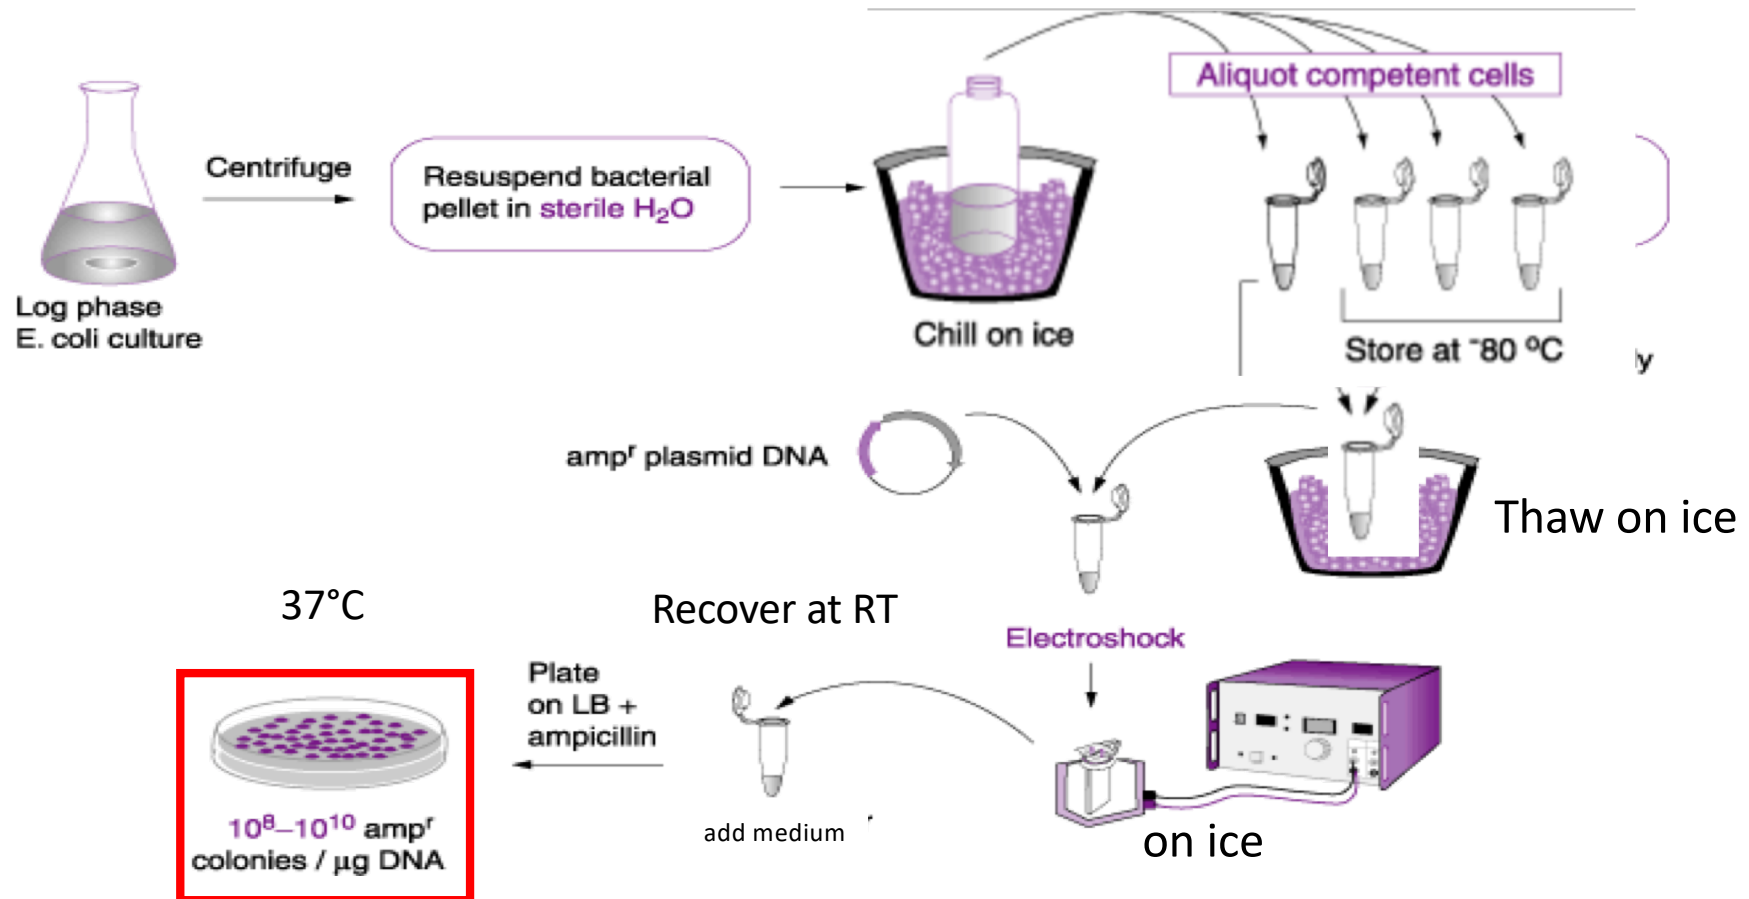 Aliquot competent cells
Centrifuge
Resuspend bacterial
pellet in sterile H₂O
Log phase
E. coli culture
Chill on ice
Store at ⁻80 ºC
ly
ampʳ plasmid DNA
Thaw on ice
37°C
Recover at RT
Electroshock
Plate
on LB +
ampicillin
10⁸–10¹⁰ ampʳ
colonies / µg DNA
add medium
on ice